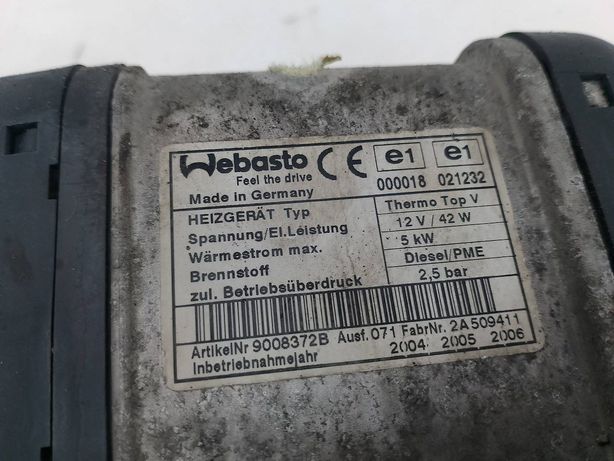 Webasto CE e1 e1
Feel the drive 000018 021232
Made in Germany
HEIZGERÄT Typ Thermo Top V
Spannung/El.Leistung 12 V / 42 W
Wärmestrom max. 5 kW
Brennstoff Diesel/PME
zul. Betriebsüberdruck 2,5 bar
ArtikelNr 9008372B Ausf. 071 FabrNr. 2A509411
Inbetriebnahmejahr 2004 2005 2006